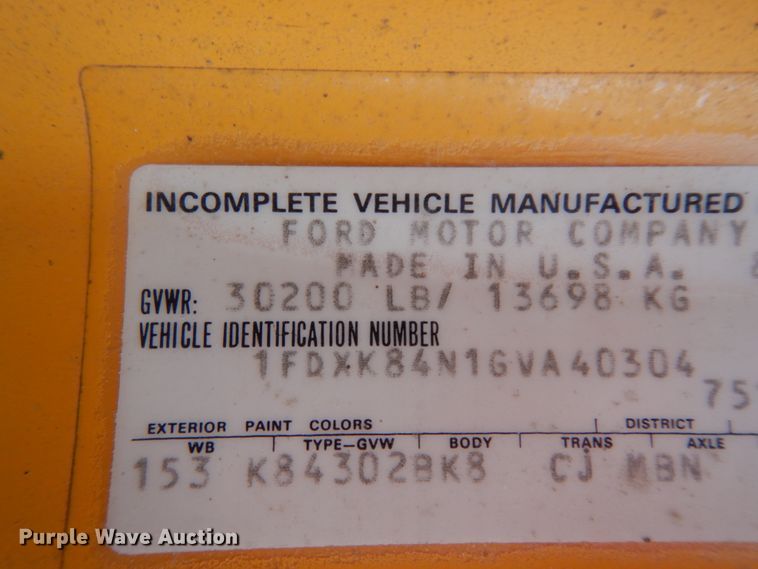 INCOMPLETE VEHICLE MANUFACTURED
FORD MOTOR COMPANY
MADE IN U.S.A.
GVWR: 30200 LB/ 13698 KG
VEHICLE IDENTIFICATION NUMBER
1FDXK84N1GVA40304
75
EXTERIOR PAINT COLORS DISTRICT
WB TYPE-GVW BODY TRANS AXLE
153 K84302BK8 CJ MBN
Purple Wave Auction